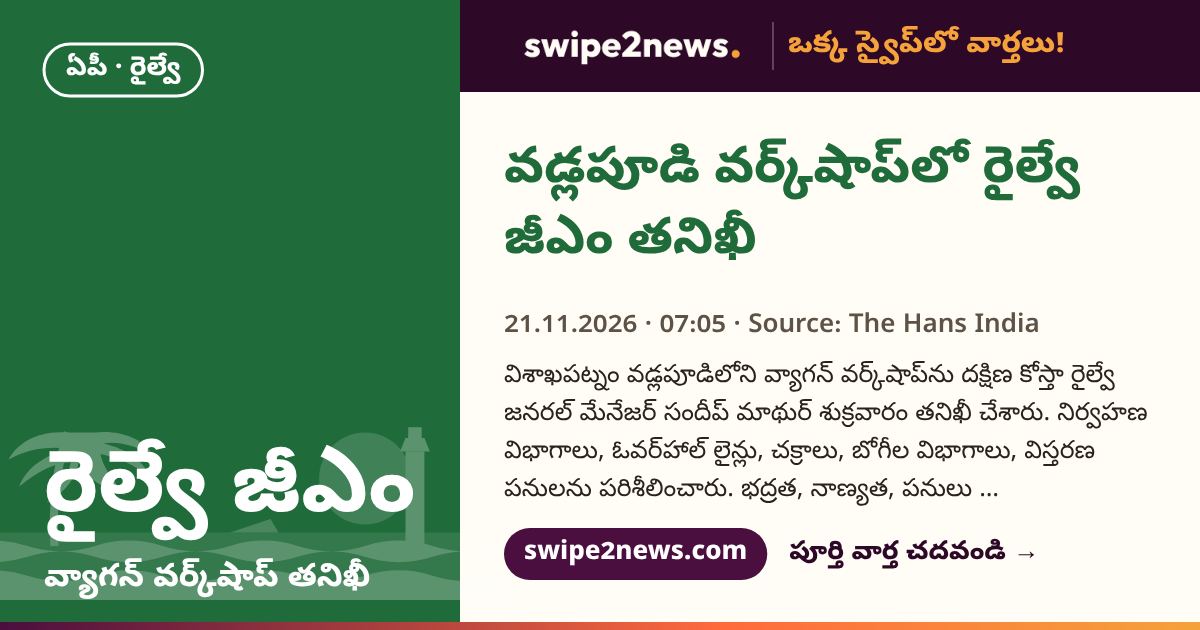 ఏపీ · రైల్వే
రైల్వే జీఎం
వ్యాగన్ వర్క్‌షాప్ తనిఖీ
swipe2news.
ఒక్క స్వైప్‌లో వార్తలు!
వడ్లపూడి వర్క్‌షాప్‌లో రైల్వే
జీఎం తనిఖీ
21.11.2026 · 07:05 · Source: The Hans India
విశాఖపట్నం వడ్లపూడిలోని వ్యాగన్ వర్క్‌షాప్‌ను దక్షిణ కోస్తా రైల్వే
జనరల్ మేనేజర్ సందీప్ మాథుర్ శుక్రవారం తనిఖీ చేశారు. నిర్వహణ
విభాగాలు, ఓవర్‌హాల్ లైన్లు, చక్రాలు, బోగీల విభాగాలు, విస్తరణ
పనులను పరిశీలించారు. భద్రత, నాణ్యత, పనులు ...
swipe2news.com
పూర్తి వార్త చదవండి →